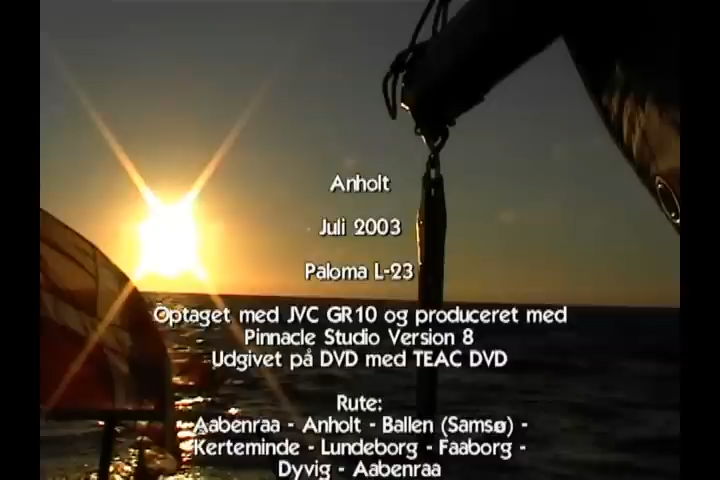 Anholt
Juli 2003
Paloma L-23
Optaget med JVC GR10 og produceret med
Pinnacle Studio Version 8
Udgivet på DVD med TEAC DVD
Rute:
Aabenraa - Anholt - Ballen (Samsø) -
Kerteminde - Lundeborg - Faaborg -
Dyvig - Aabenraa